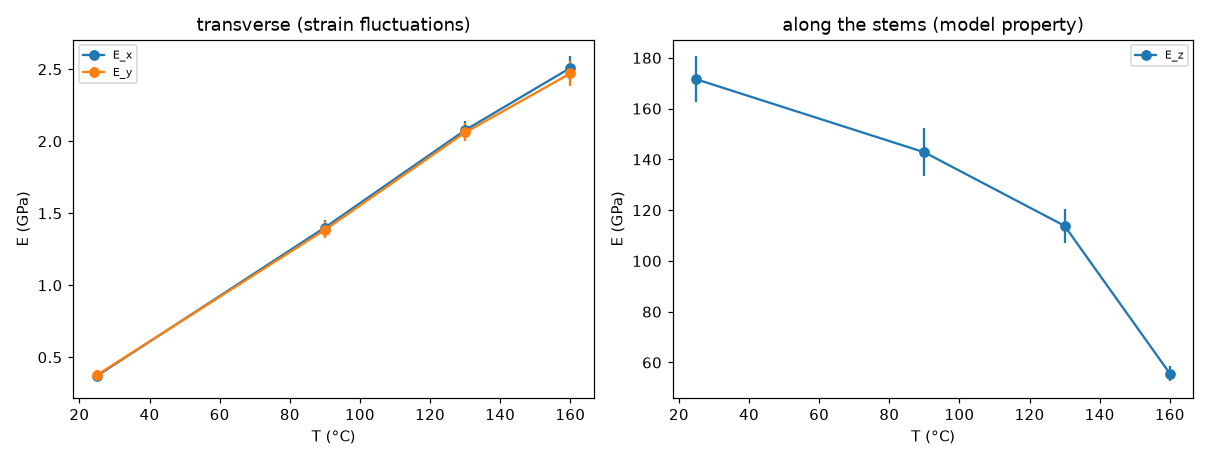 transverse (strain fluctuations)
E_x
E_y
2.5
2.0
1.5
1.0
0.5
E (GPa)
20 40 60 80 100 120 140 160
T (°C)
along the stems (model property)
E_z
180
160
140
120
100
80
60
E (GPa)
20 40 60 80 100 120 140 160
T (°C)